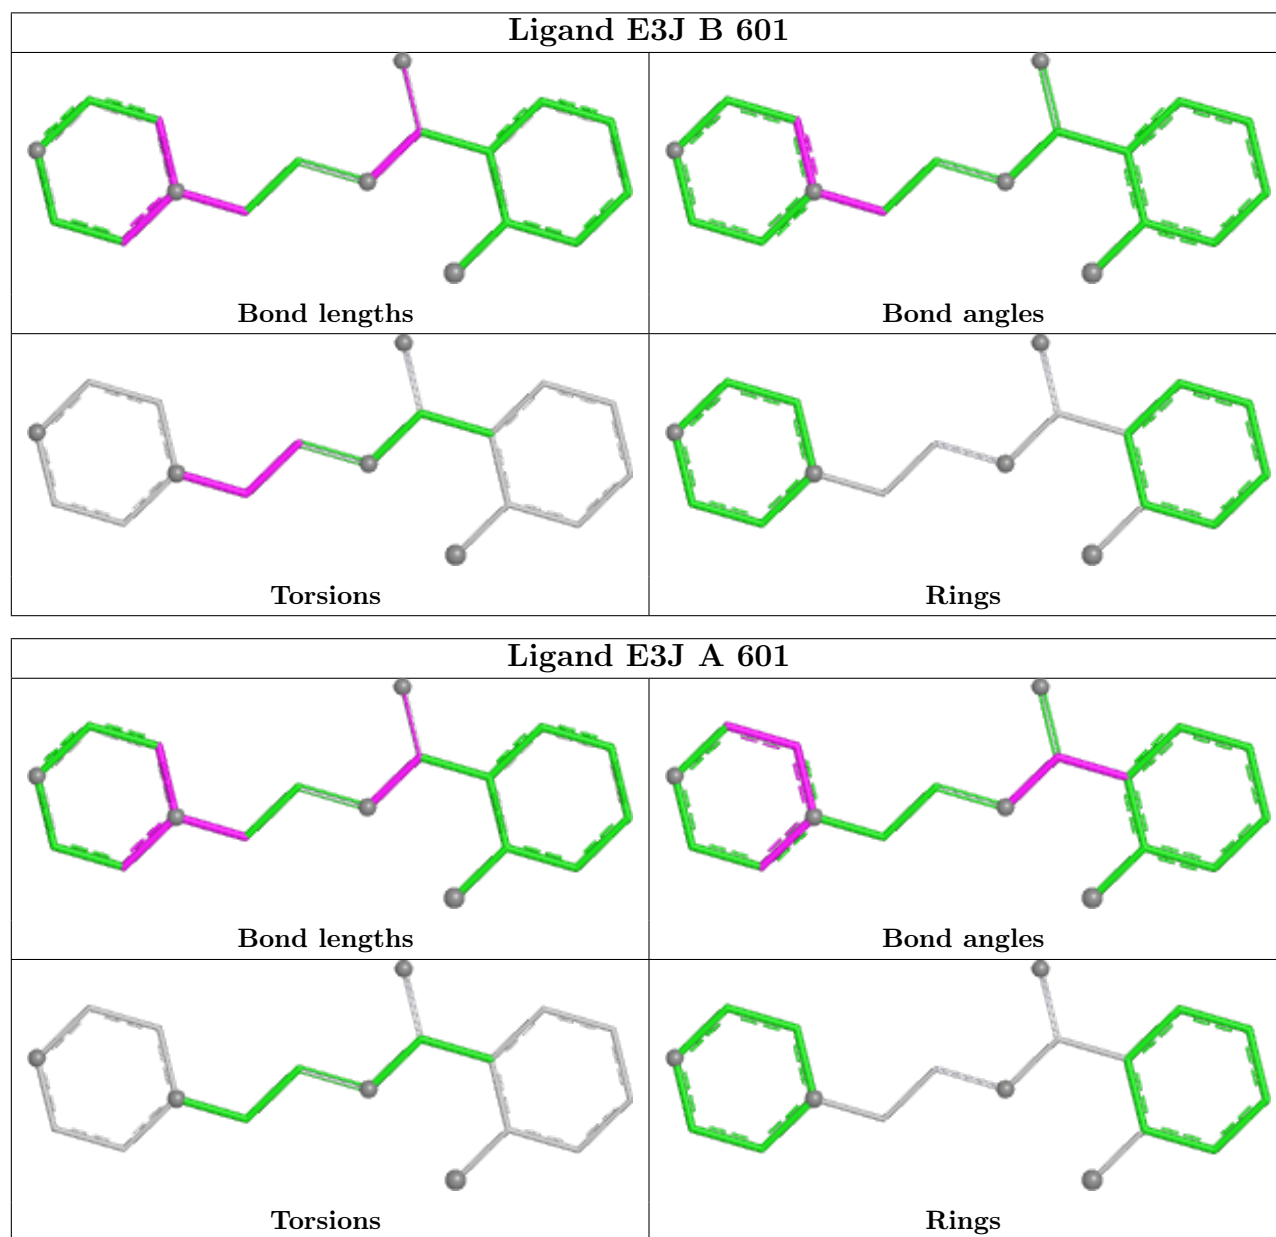 Ligand E3J B 601
Bond lengths
Bond angles
Torsions
Rings
Ligand E3J A 601
Bond lengths
Bond angles
Torsions
Rings